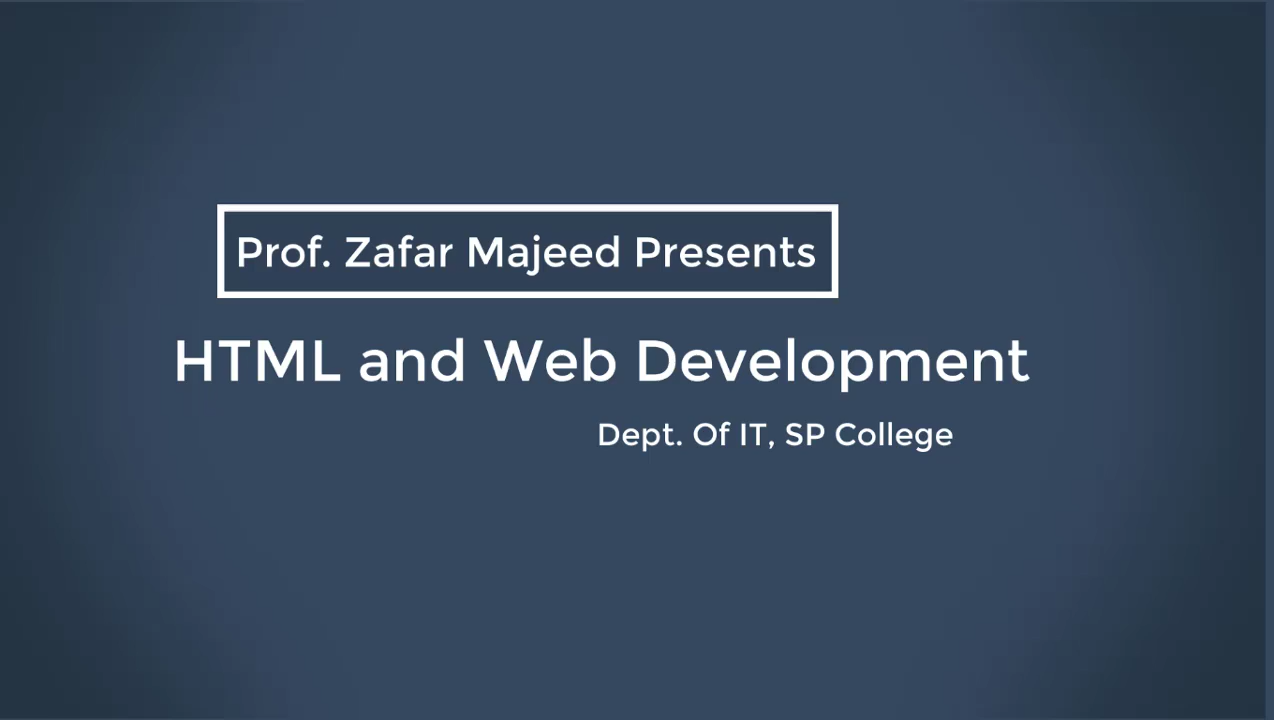 Prof. Zafar Majeed Presents
HTML and Web Development
Dept. Of IT, SP College